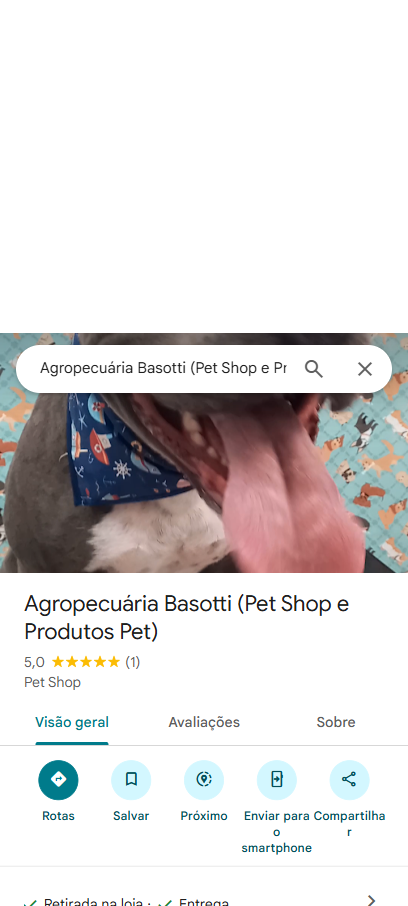 Agropecuária Basotti (Pet Shop e Pr
Agropecuária Basotti (Pet Shop e
Produtos Pet)
5,0 ★★★★★ (1)
Pet Shop
Visão geral Avaliações Sobre
Rotas Salvar Próximo Enviar para o smartphone Compartilhar
Retirada na loja · Entrega